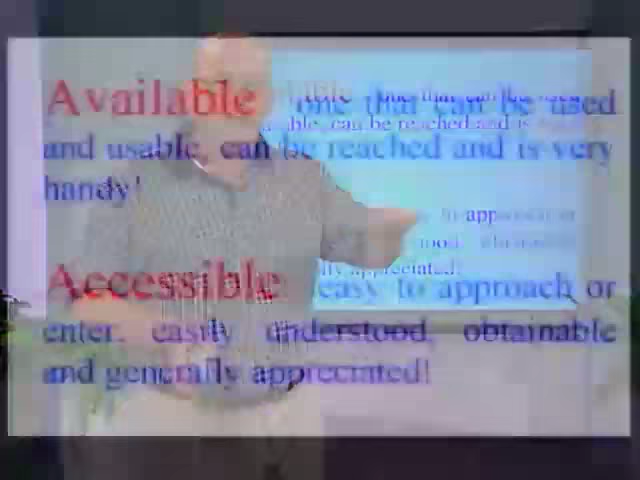 Available one that can be used
and usable, can be reached and is very
handy!
Accessible easy to approach or
enter, easily understood, obtainable
and generally appreciated!